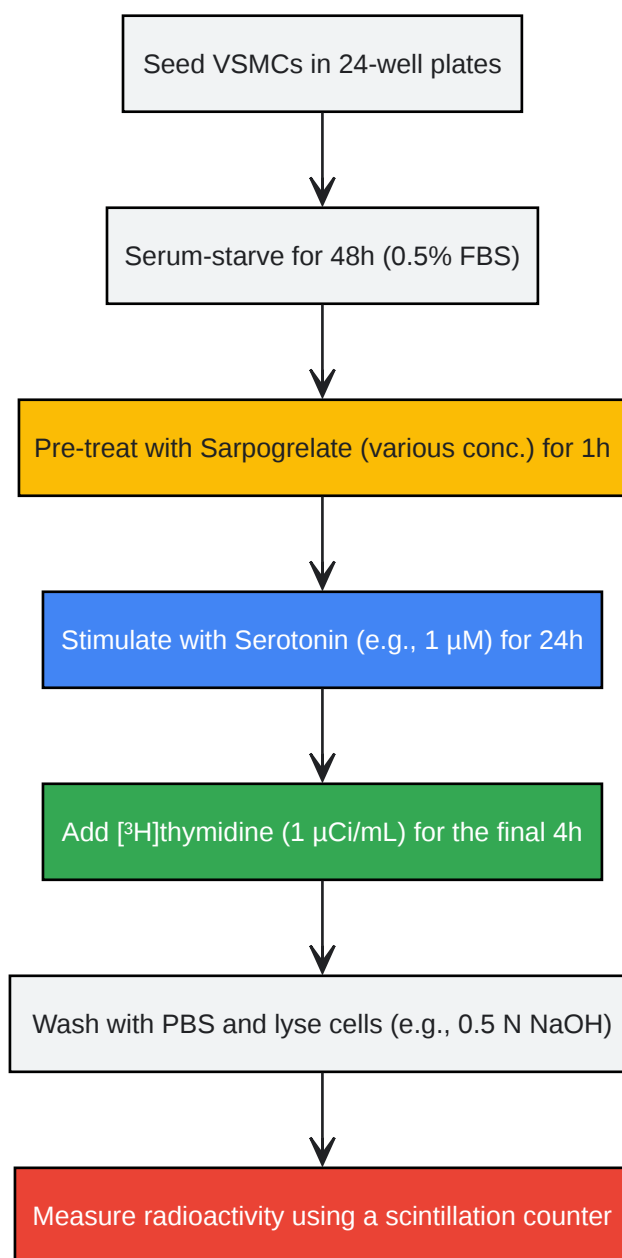 Seed VSMCs in 24-well plates
Serum-starve for 48h (0.5% FBS)
Pre-treat with Sarpogrelate (various conc.) for 1h
Stimulate with Serotonin (e.g., 1 µM) for 24h
Add [³H]thymidine (1 µCi/mL) for the final 4h
Wash with PBS and lyse cells (e.g., 0.5 N NaOH)
Measure radioactivity using a scintillation counter